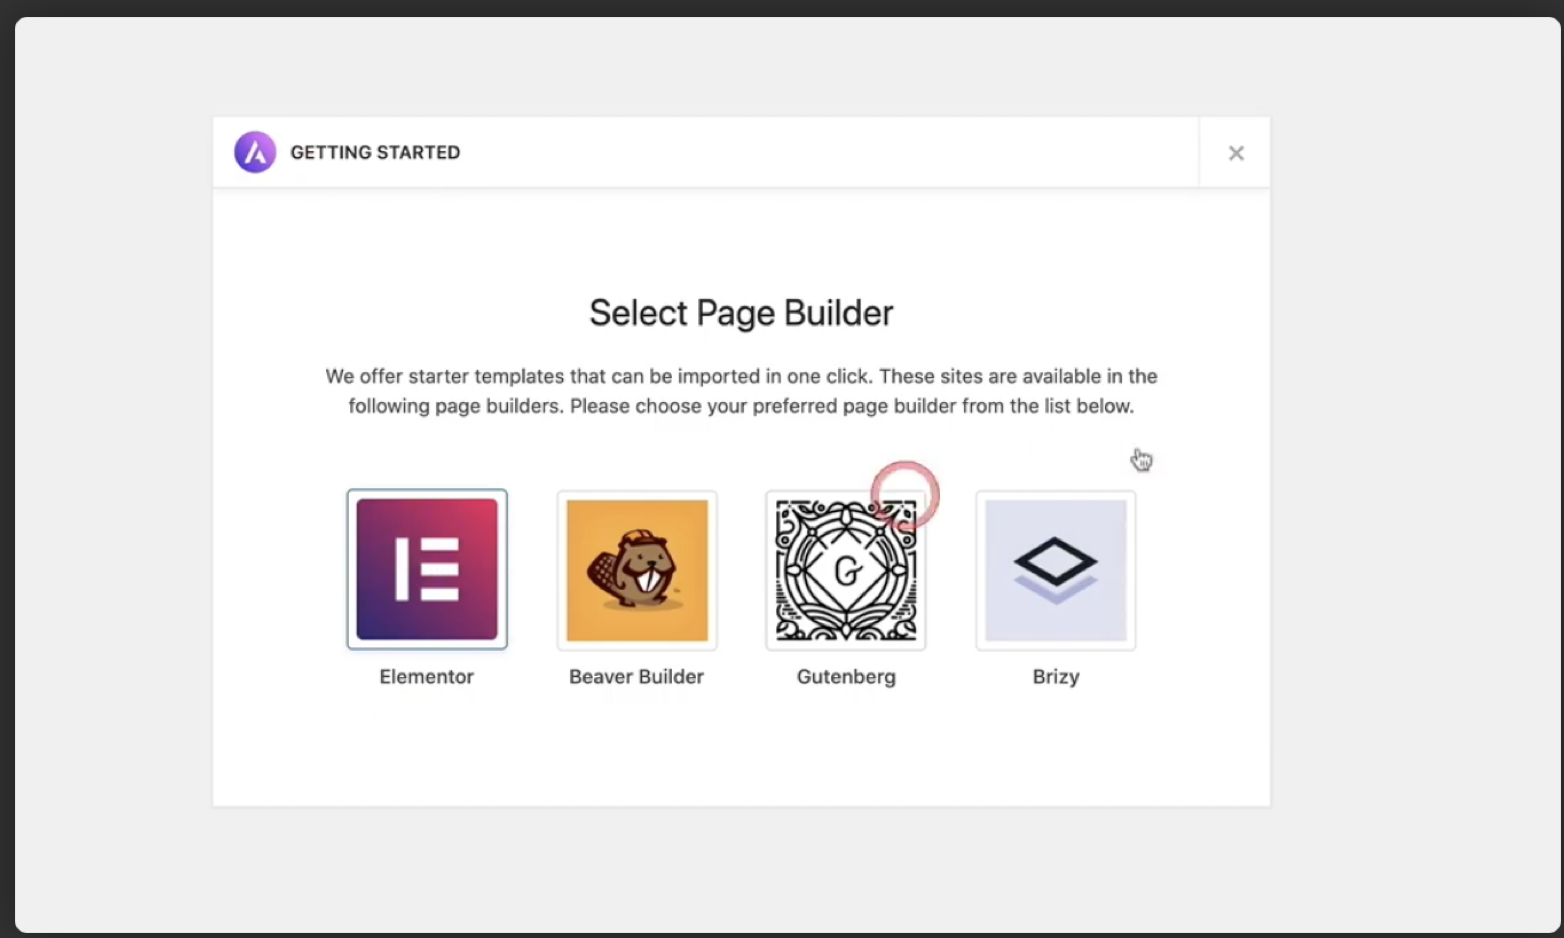 GETTING STARTED
Select Page Builder
We offer starter templates that can be imported in one click. These sites are available in the
following page builders. Please choose your preferred page builder from the list below.
G
Elementor
Beaver Builder
Gutenberg
Brizy